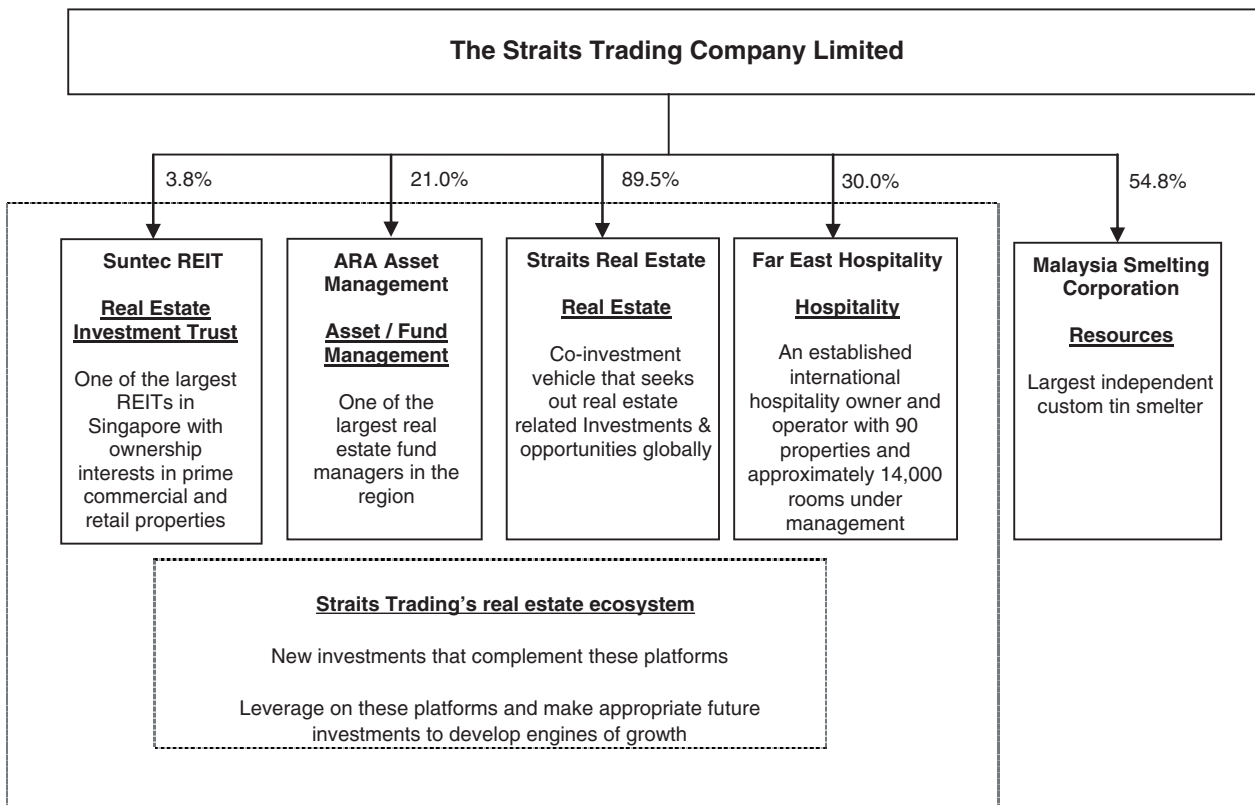 The Straits Trading Company Limited
3.8%
21.0%
89.5%
30.0%
54.8%
Suntec REIT
Real Estate
Investment Trust
One of the largest
REITs in
Singapore with
ownership
interests in prime
commercial and
retail properties
ARA Asset
Management
Asset / Fund
Management
One of the
largest real
estate fund
managers in the
region
Straits Real Estate
Real Estate
Co-investment
vehicle that seeks
out real estate
related Investments &
opportunities globally
Far East Hospitality
Hospitality
An established
international
hospitality owner and
operator with 90
properties and
approximately 14,000
rooms under
management
Malaysia Smelting
Corporation
Resources
Largest independent
custom tin smelter
Straits Trading’s real estate ecosystem
New investments that complement these platforms
Leverage on these platforms and make appropriate future
investments to develop engines of growth